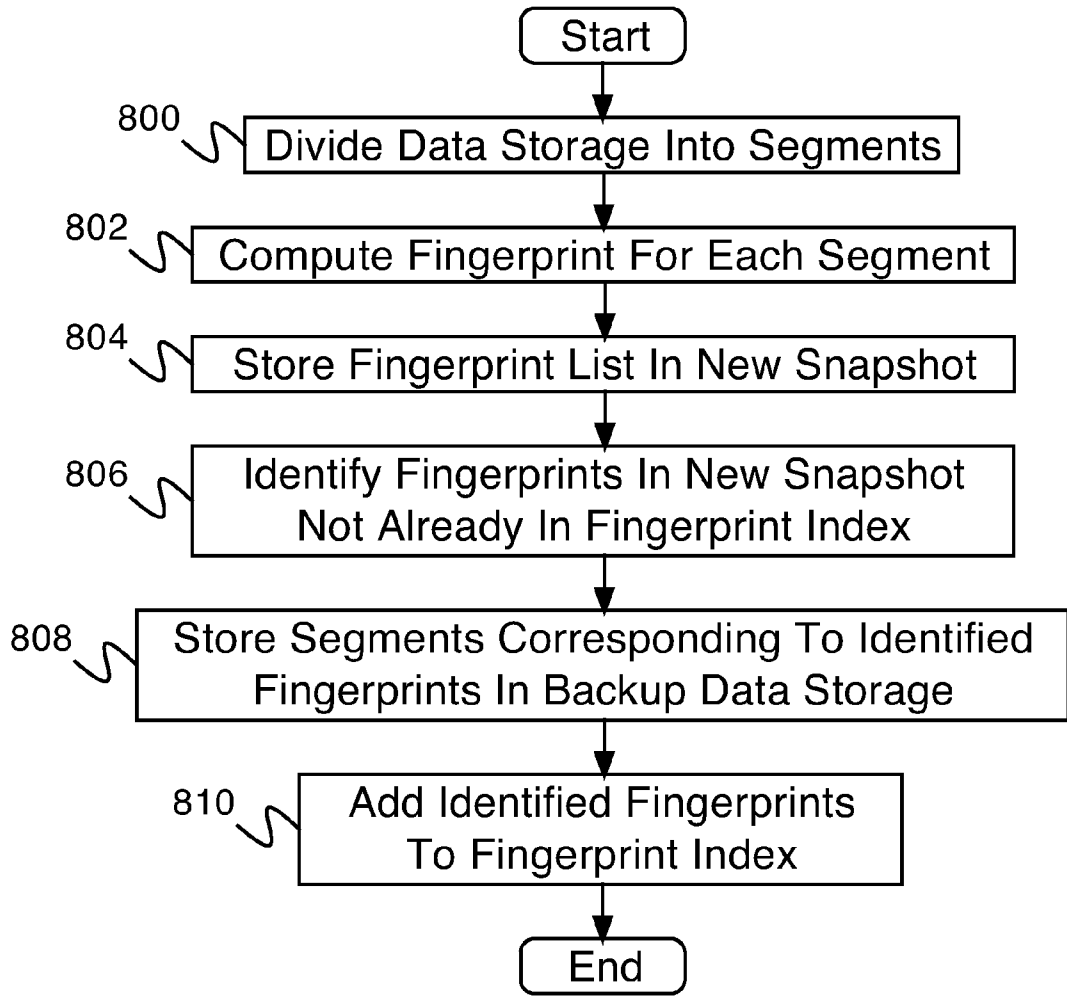 Start
800
Divide Data Storage Into Segments
802
Compute Fingerprint For Each Segment
804
Store Fingerprint List In New Snapshot
806
Identify Fingerprints In New Snapshot
Not Already In Fingerprint Index
808
Store Segments Corresponding To Identified
Fingerprints In Backup Data Storage
810
Add Identified Fingerprints
To Fingerprint Index
End